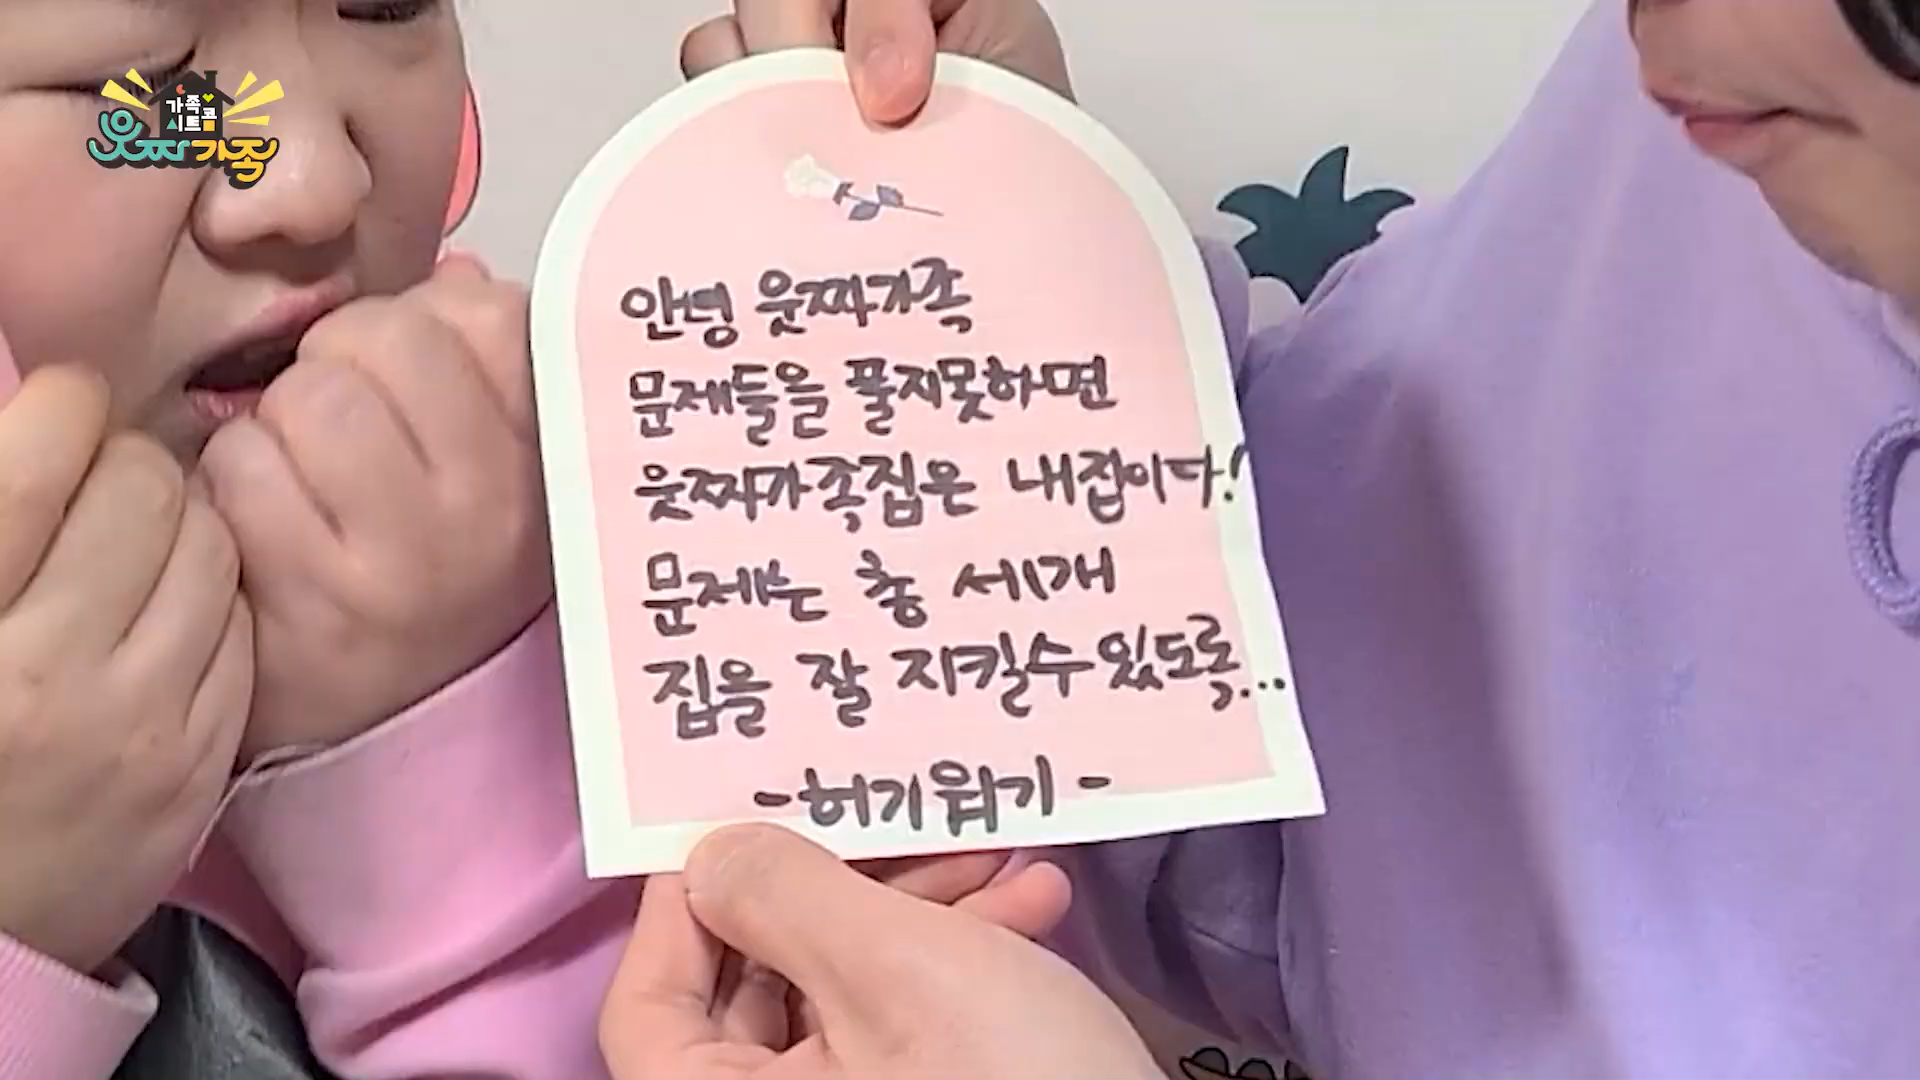 가족
시트콤
웃짜가족
안녕 웃짜가족
문제들을 풀지못하면
웃짜가족집은 내집이다!
문제는 총 세개
집을 잘 지킬수있도록...
-허기워기-